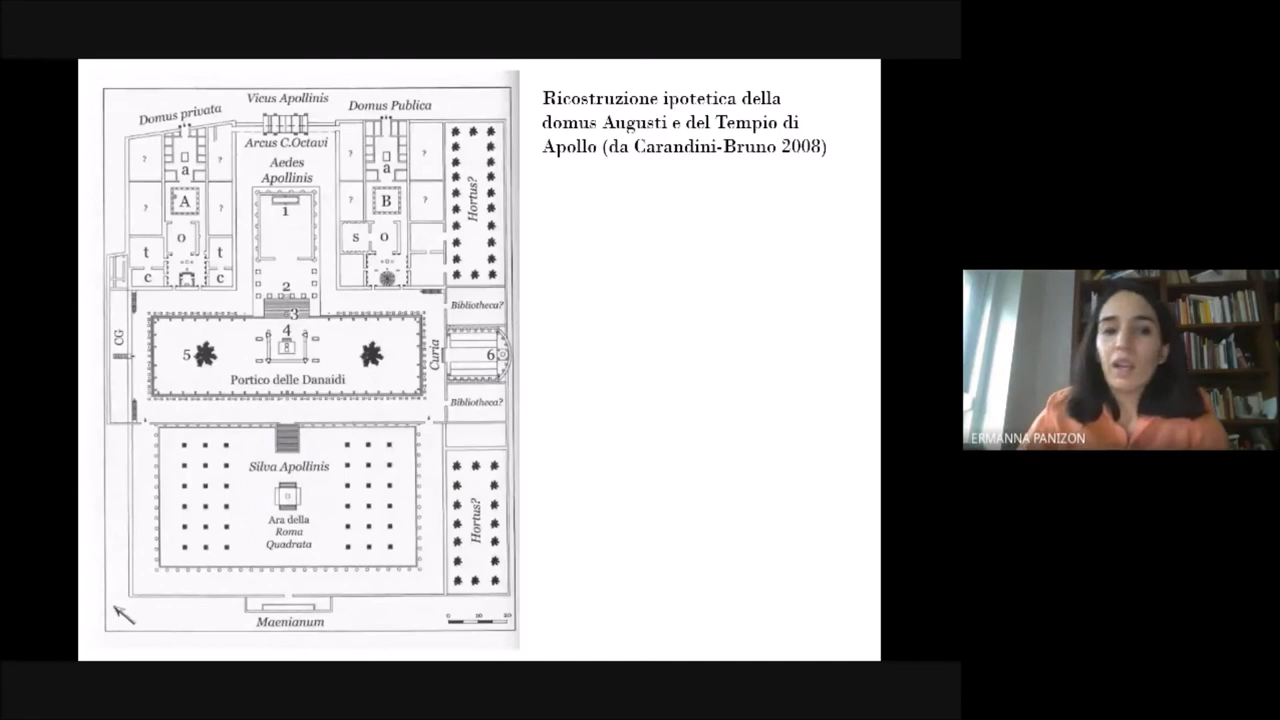 Ricostruzione ipotetica della
domus Augusti e del Tempio di
Apollo (da Carandini-Bruno 2008)
Domus privata
Vicus Apollinis
Domus Publica
Arcus C.Octavi
Aedes
Apollinis
? ? ? ?
a a
1
? ? ? ?
A B
Hortus?
o s o
t t
c c
2
3
4
5
Portico delle Danaidi
CG
Curia
6
Bibliotheca?
Bibliotheca?
Silva Apollinis
Ara della
Roma
Quadrata
Hortus?
Maenianum
ERMANNA PANIZON